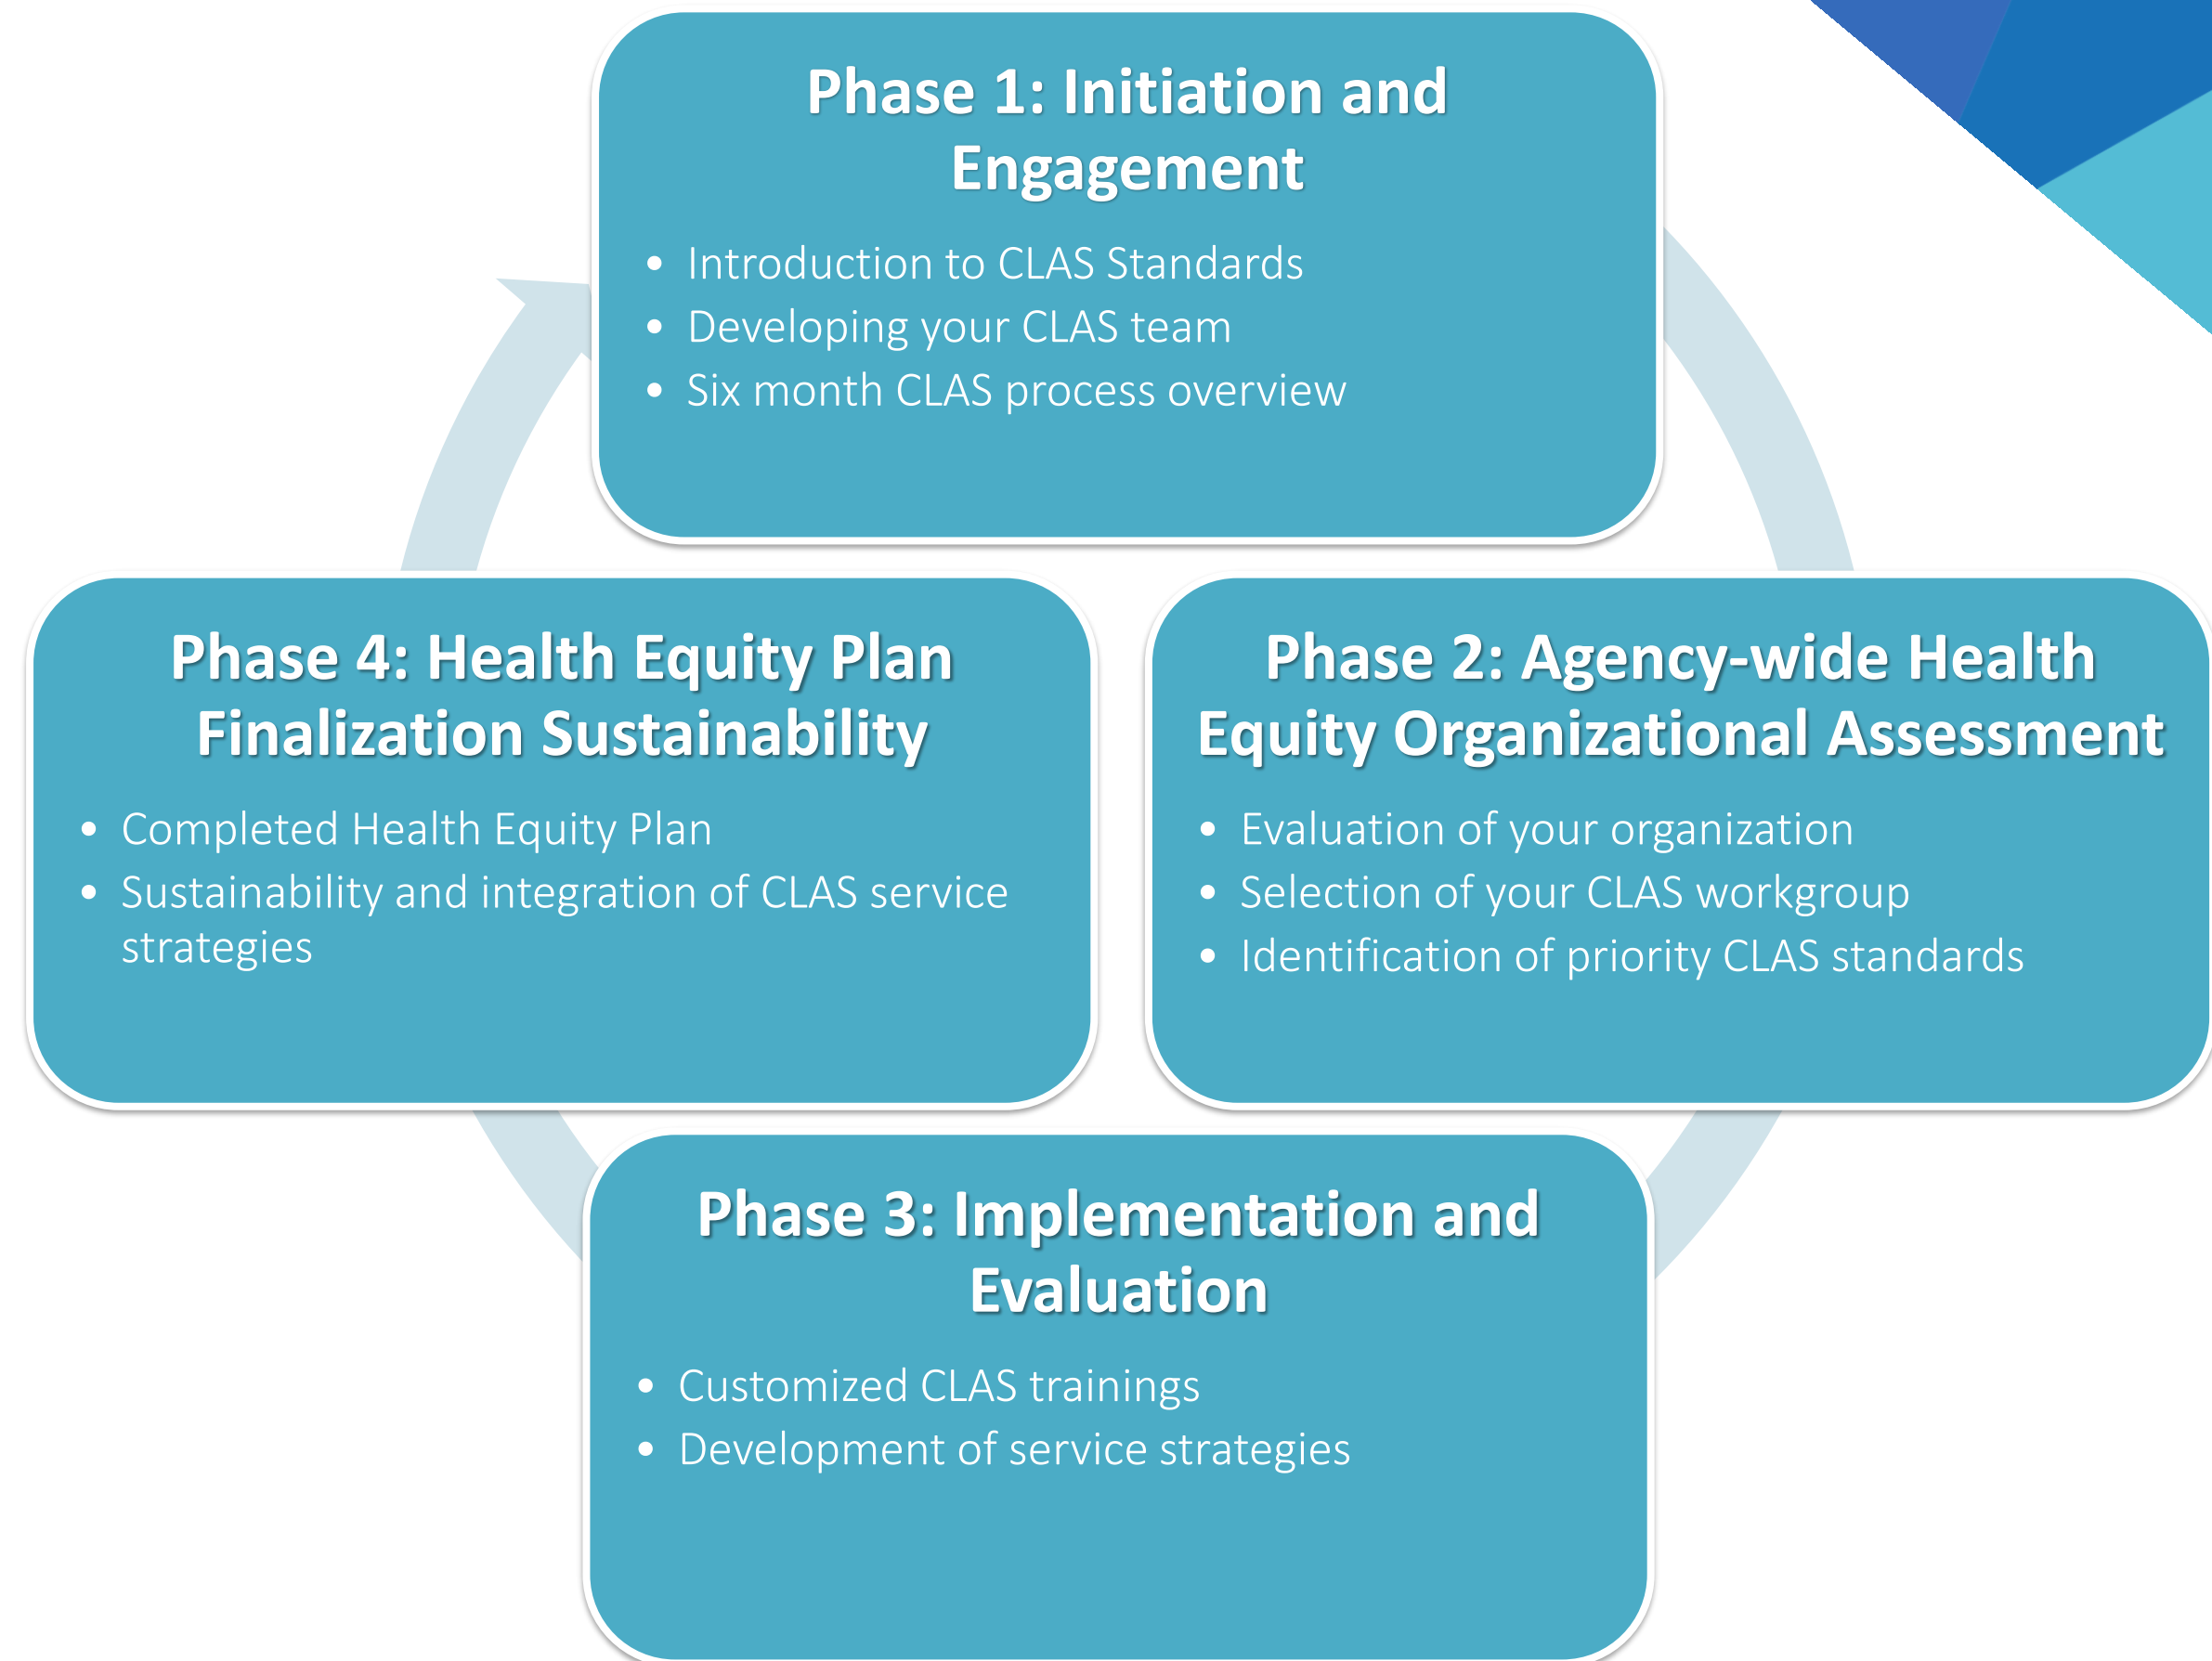 Phase 1: Initiation and
Engagement
• Introduction to CLAS Standards
• Developing your CLAS team
• Six month CLAS process overview
Phase 2: Agency-wide Health
Equity Organizational Assessment
• Evaluation of your organization
• Selection of your CLAS workgroup
• Identification of priority CLAS standards
Phase 3: Implementation and
Evaluation
• Customized CLAS trainings
• Development of service strategies
Phase 4: Health Equity Plan
Finalization Sustainability
• Completed Health Equity Plan
• Sustainability and integration of CLAS service
strategies